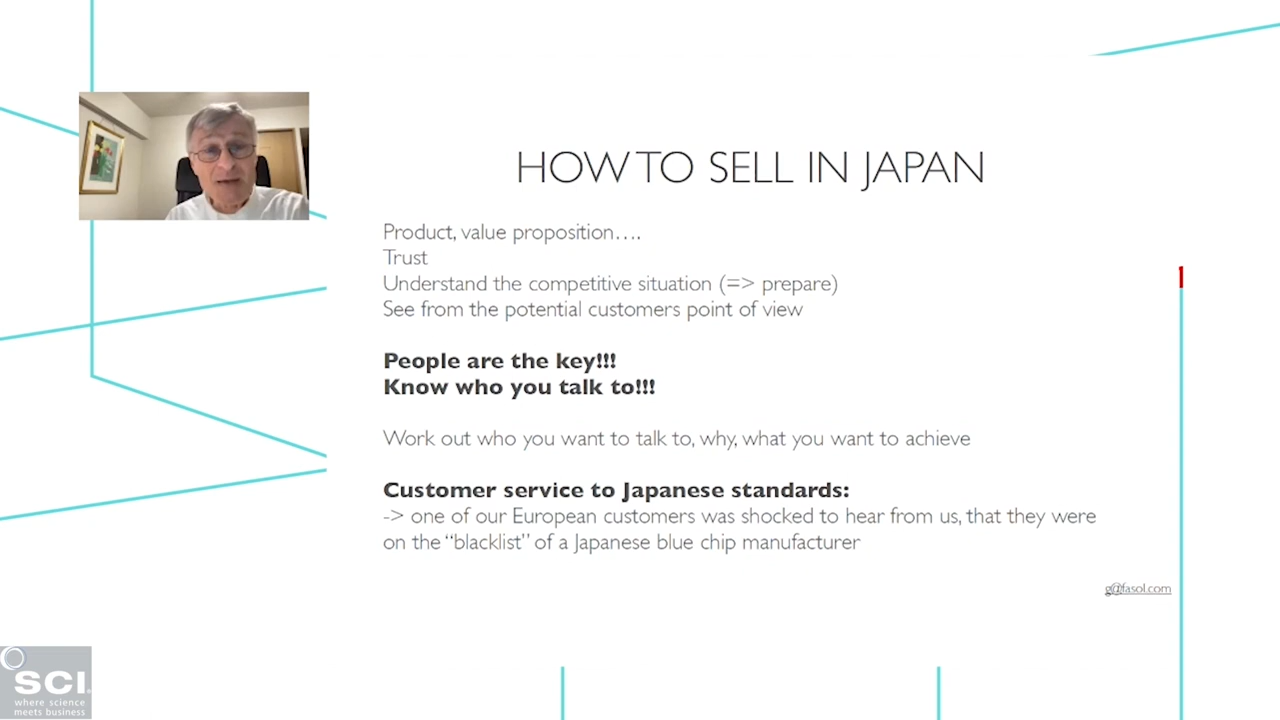 HOW TO SELL IN JAPAN
Product, value proposition….
Trust
Understand the competitive situation (=> prepare)
See from the potential customers point of view
People are the key!!!
Know who you talk to!!!
Work out who you want to talk to, why, what you want to achieve
Customer service to Japanese standards:
-> one of our European customers was shocked to hear from us, that they were
on the “blacklist” of a Japanese blue chip manufacturer
g@fasol.com
SCI®
where science
meets business